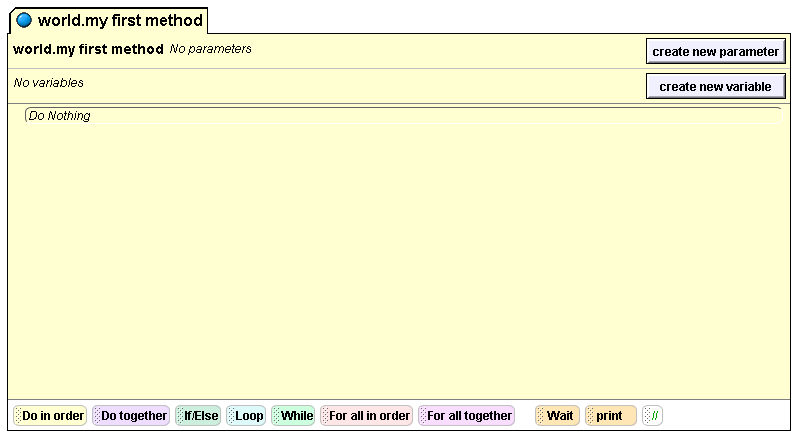 world.my first method
world.my first method No parameters create new parameter
No variables create new variable
Do Nothing
Do in order Do together If/Else Loop While For all in order For all together Wait print //